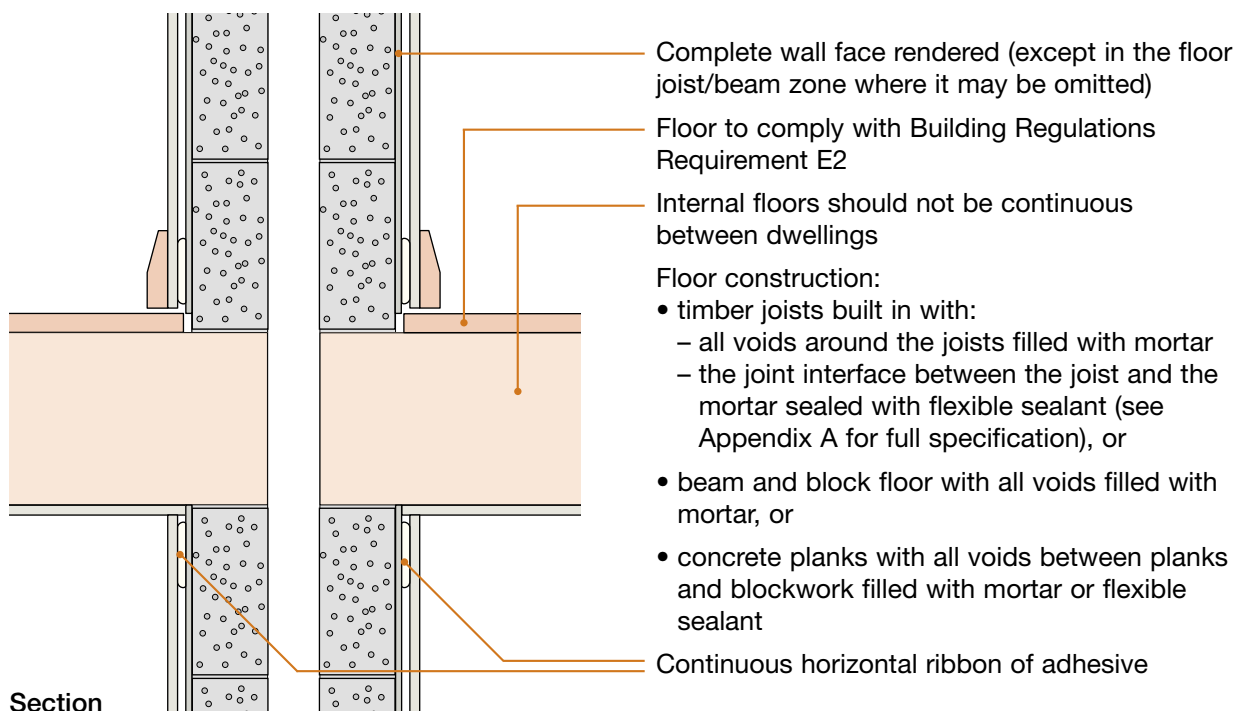 Complete wall face rendered (except in the floor
joist/beam zone where it may be omitted)
Floor to comply with Building Regulations
Requirement E2
Internal floors should not be continuous
between dwellings
Floor construction:
• timber joists built in with:
– all voids around the joists filled with mortar
– the joint interface between the joist and the
mortar sealed with flexible sealant (see
Appendix A for full specification), or
• beam and block floor with all voids filled with
mortar, or
• concrete planks with all voids between planks
and blockwork filled with mortar or flexible
sealant
Continuous horizontal ribbon of adhesive
Section